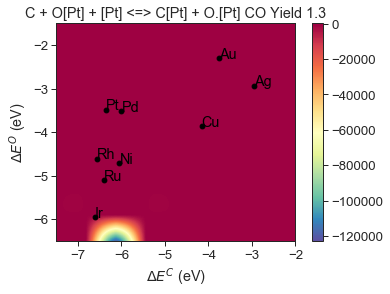 C + O[Pt] + [Pt] <=> C[Pt] + O.[Pt] CO Yield 1.3
−2
−3
−4
−5
−6
ΔE^O (eV)
Au
Ag
Cu
Pt
Pd
Rh
Ni
Ru
Ir
−7
−6
−5
−4
−3
−2
ΔE^C (eV)
0
−20000
−40000
−60000
−80000
−100000
−120000